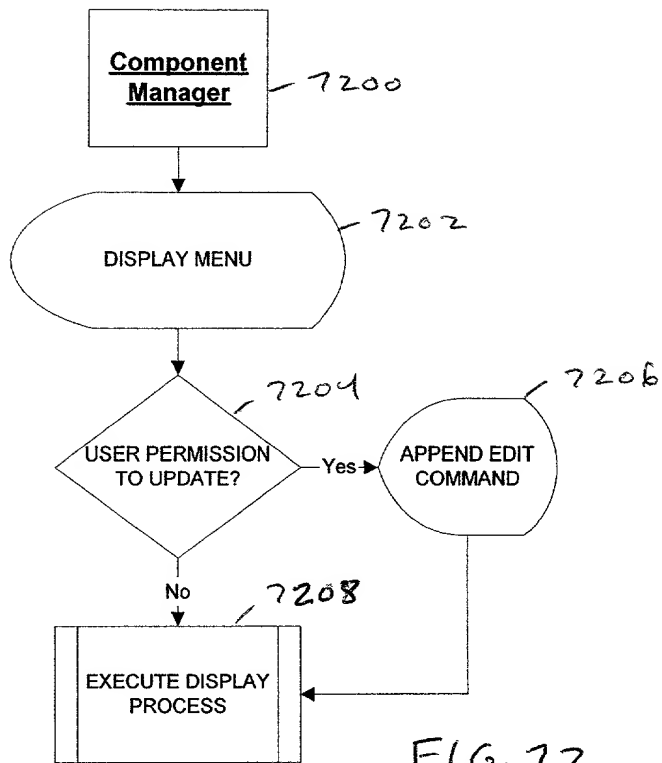 Component
Manager
7200
7202
DISPLAY MENU
7204
7206
USER PERMISSION
TO UPDATE?
Yes
APPEND EDIT
COMMAND
No
7208
EXECUTE DISPLAY
PROCESS
FIG. 72